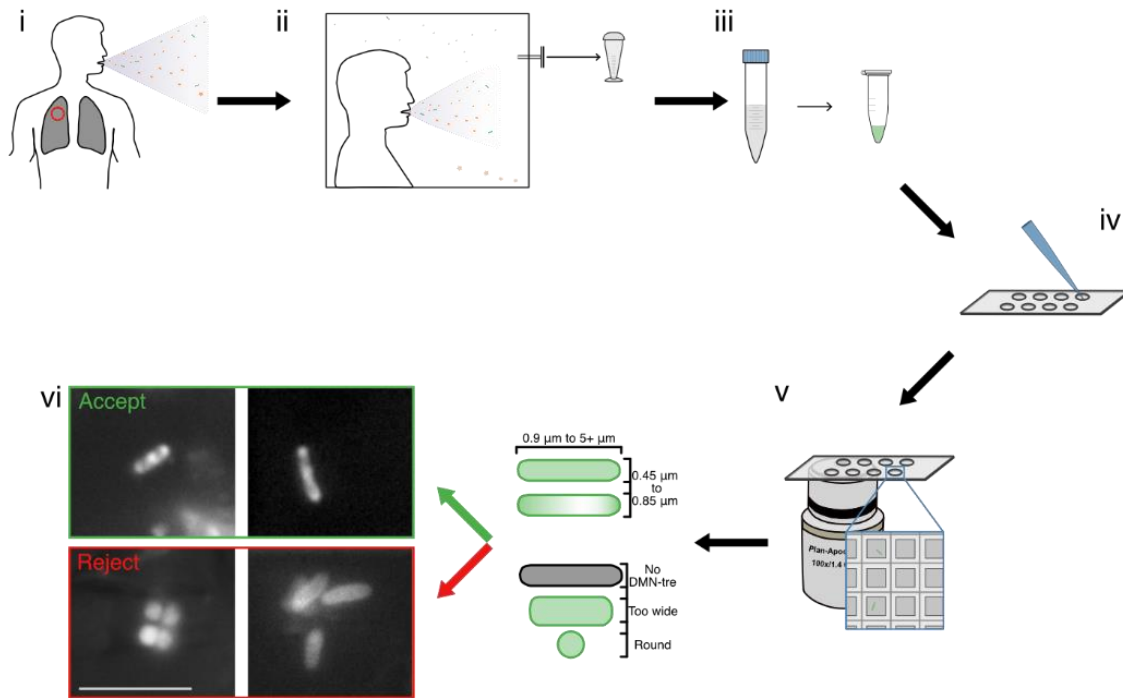 i
ii
iii
iv
v
vi
Accept
Reject
0.9 µm to 5+ µm
0.45 µm
to
0.85 µm
No
DMN-tre
Too wide
Round
Plan-Apoc
100x/1.4